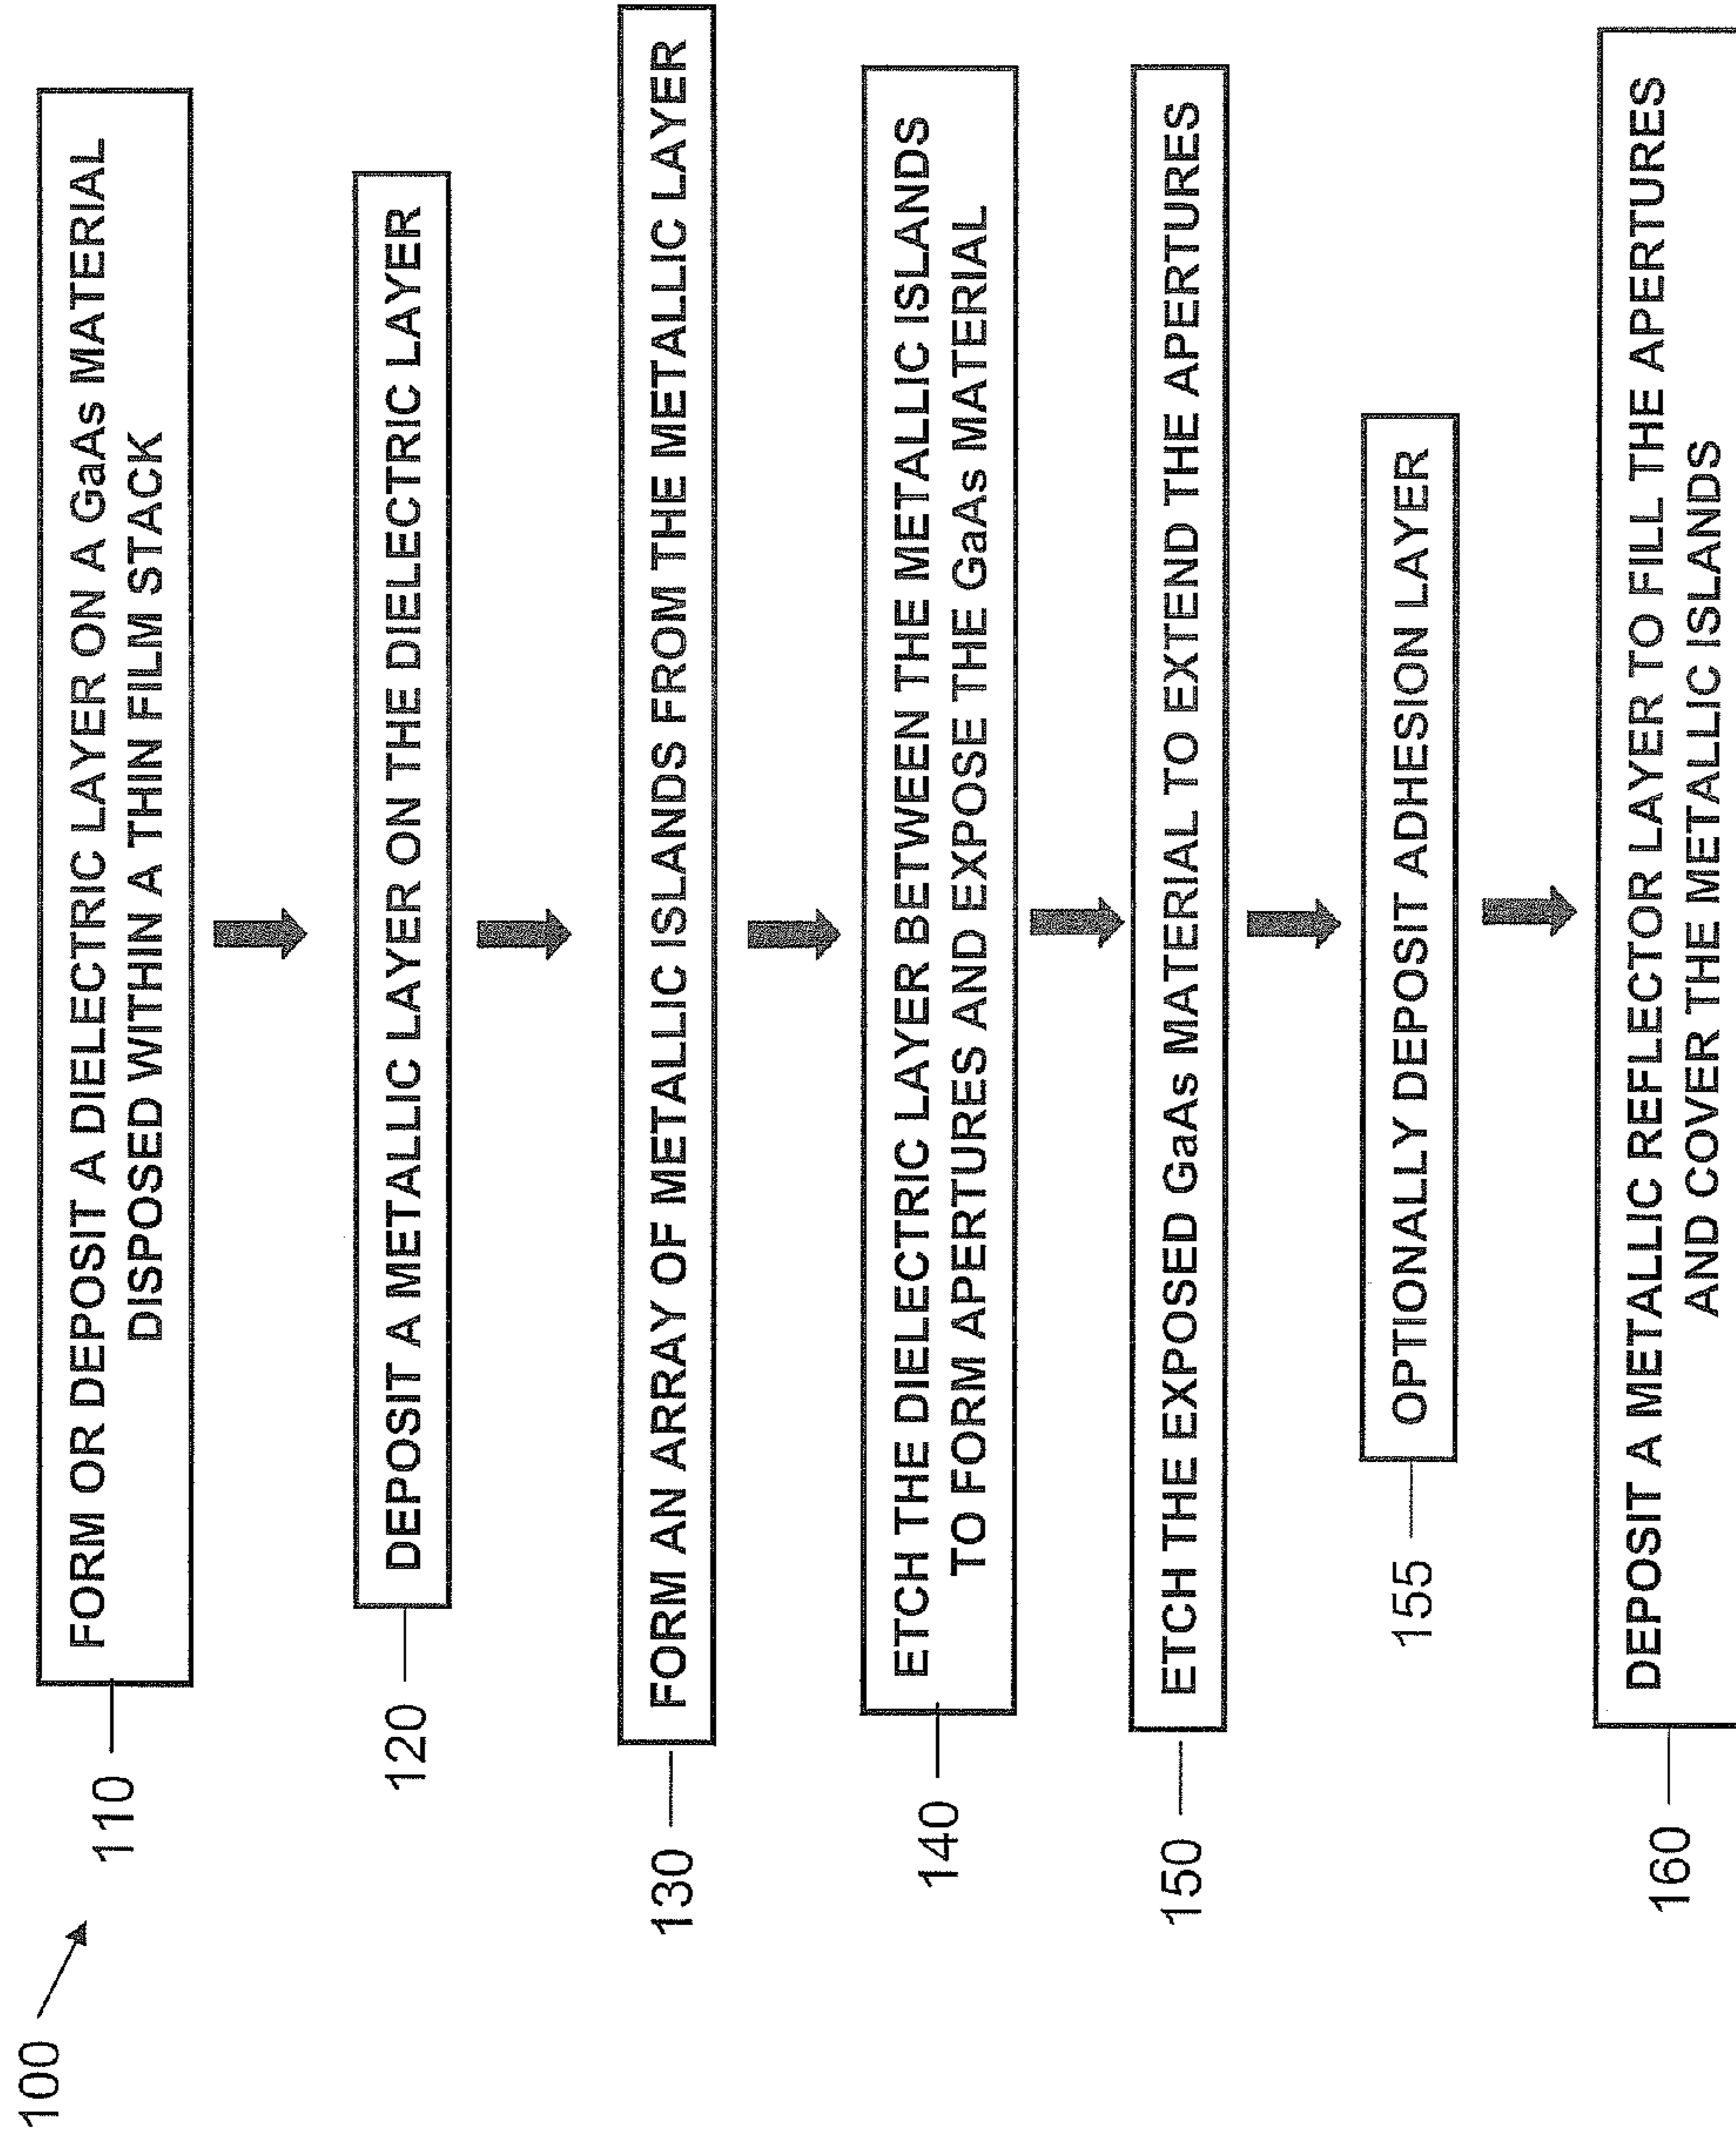 100
110
FORM OR DEPOSIT A DIELECTRIC LAYER ON A GaAs MATERIAL
DISPOSED WITHIN A THIN FILM STACK
120
DEPOSIT A METALLIC LAYER ON THE DIELECTRIC LAYER
130
FORM AN ARRAY OF METALLIC ISLANDS FROM THE METALLIC LAYER
140
ETCH THE DIELECTRIC LAYER BETWEEN THE METALLIC ISLANDS
TO FORM APERTURES AND EXPOSE THE GaAs MATERIAL
150
ETCH THE EXPOSED GaAs MATERIAL TO EXTEND THE APERTURES
155
OPTIONALLY DEPOSIT ADHESION LAYER
160
DEPOSIT A METALLIC REFLECTOR LAYER TO FILL THE APERTURES
AND COVER THE METALLIC ISLANDS